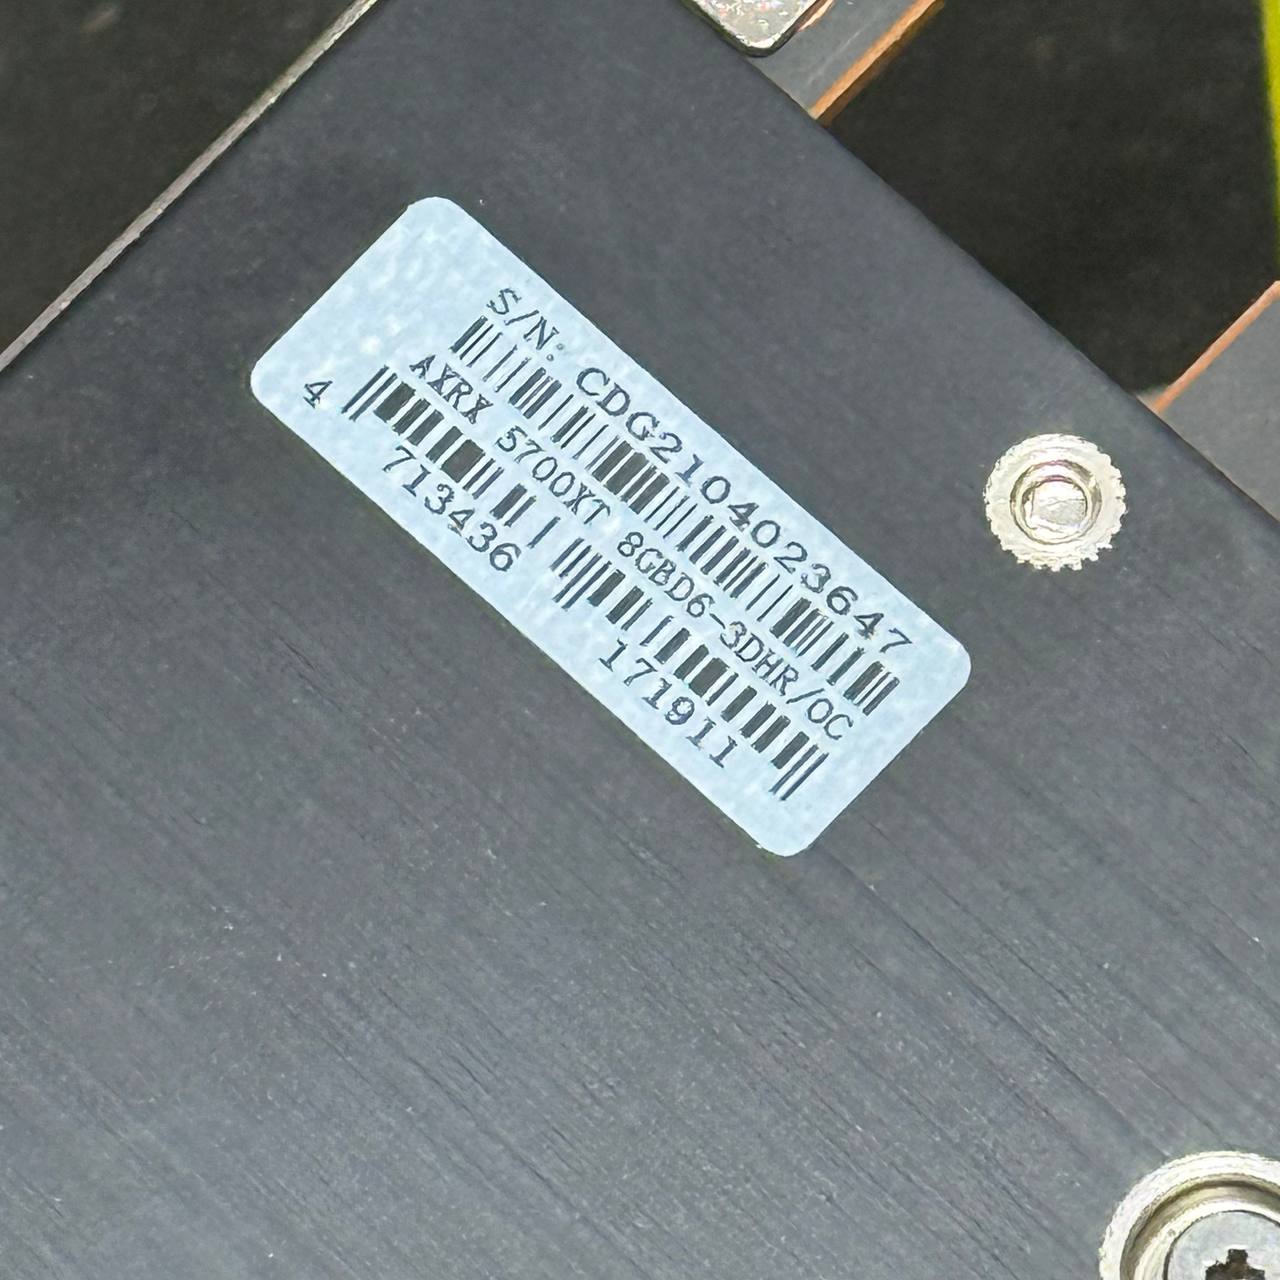 S/N: CDG2104023647
AXRX 5700XT 8GBD6-3DHR/OC
4 713436 171911